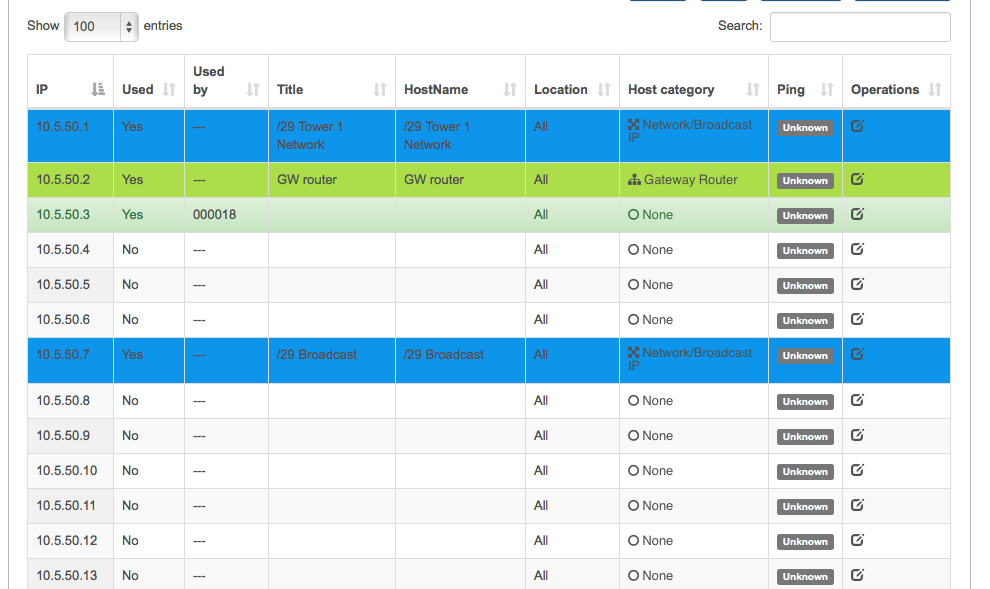 Show 100 entries Search:
IP Used Used by Title HostName Location Host category Ping Operations
10.5.50.1 Yes --- /29 Tower 1 Network /29 Tower 1 Network All Network/Broadcast IP Unknown
10.5.50.2 Yes --- GW router GW router All Gateway Router Unknown
10.5.50.3 Yes 000018 All None Unknown
10.5.50.4 No --- All None Unknown
10.5.50.5 No --- All None Unknown
10.5.50.6 No --- All None Unknown
10.5.50.7 Yes --- /29 Broadcast /29 Broadcast All Network/Broadcast IP Unknown
10.5.50.8 No --- All None Unknown
10.5.50.9 No --- All None Unknown
10.5.50.10 No --- All None Unknown
10.5.50.11 No --- All None Unknown
10.5.50.12 No --- All None Unknown
10.5.50.13 No --- All None Unknown